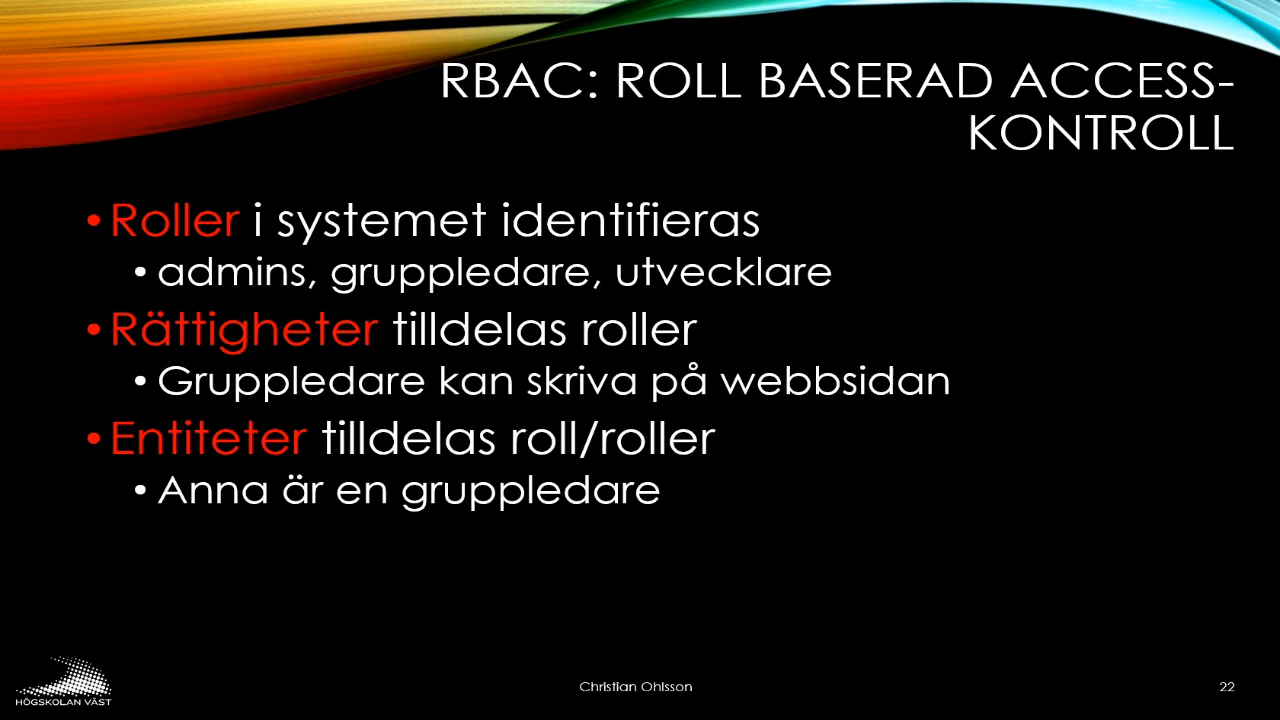 RBAC: ROLL BASERAD ACCESS-
KONTROLL
• Roller i systemet identifieras
• admins, gruppledare, utvecklare
• Rättigheter tilldelas roller
• Gruppledare kan skriva på webbsidan
• Entiteter tilldelas roll/roller
• Anna är en gruppledare
HÖGSKOLAN VÄST
Christian Ohlsson
22